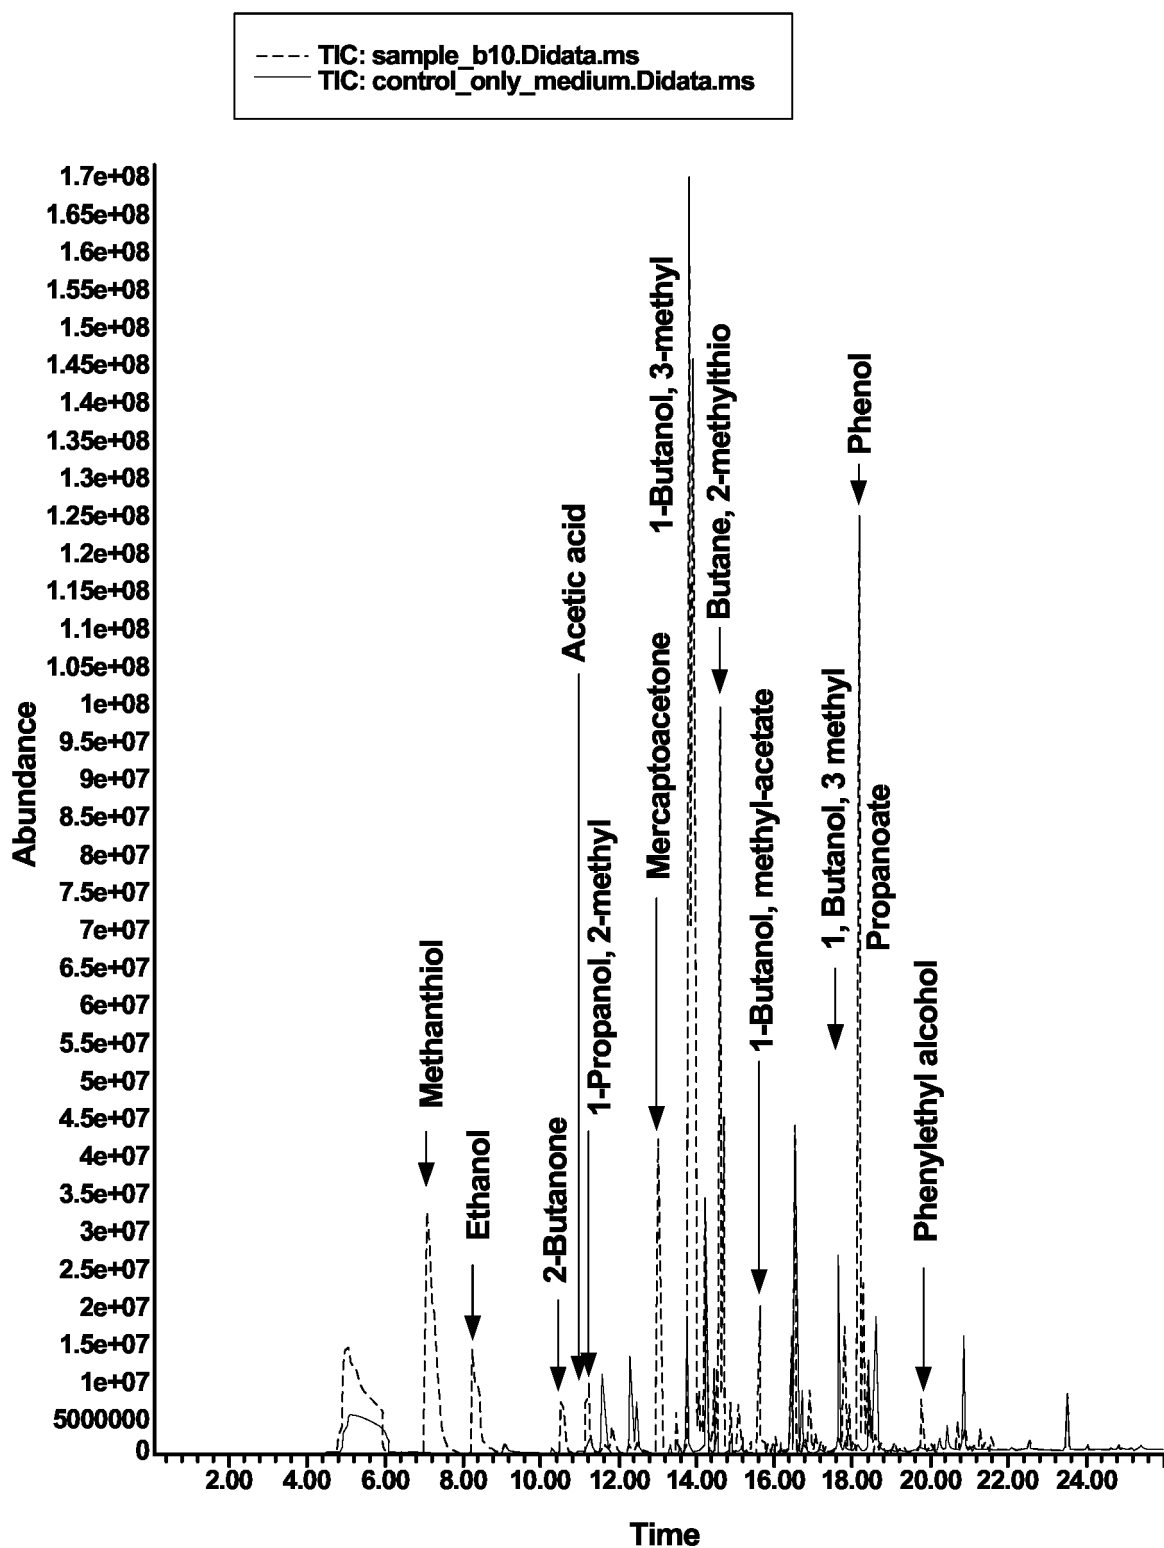 TIC: sample_b10.Didata.ms
TIC: control_only_medium.Didata.ms
1.7e+08
1.65e+08
1.6e+08
1.55e+08
1.5e+08
1.45e+08
1.4e+08
1.35e+08
1.3e+08
1.25e+08
1.2e+08
1.15e+08
1.1e+08
1.05e+08
1e+08
9.5e+07
9e+07
8.5e+07
8e+07
7.5e+07
7e+07
6.5e+07
6e+07
5.5e+07
5e+07
4.5e+07
4e+07
3.5e+07
3e+07
2.5e+07
2e+07
1.5e+07
1e+07
5000000
0
Abundance
Methanthiol
Ethanol
2-Butanone
Acetic acid
1-Propanol, 2-methyl
Mercaptoacetone
1-Butanol, 3-methyl
Butane, 2-methylthio
1-Butanol, methyl-acetate
1, Butanol, 3 methyl
Propanoate
Phenol
Phenylethyl alcohol
2.00 4.00 6.00 8.00 10.00 12.00 14.00 16.00 18.00 20.00 22.00 24.00
Time